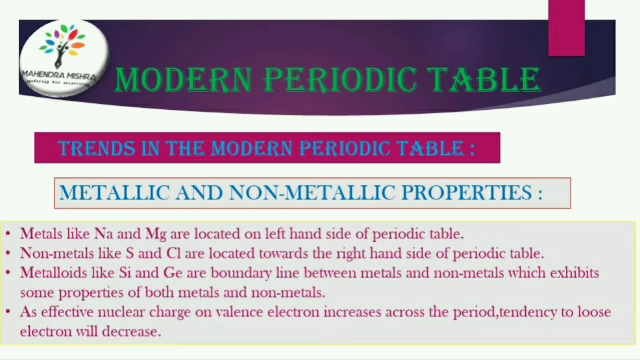 MAHENDRA MISHRA
MODERN PERIODIC TABLE
TRENDS IN THE MODERN PERIODIC TABLE :
METALLIC AND NON-METALLIC PROPERTIES :
• Metals like Na and Mg are located on left hand side of periodic table.
• Non-metals like S and Cl are located towards the right hand side of periodic table.
• Metalloids like Si and Ge are boundary line between metals and non-metals which exhibits
some properties of both metals and non-metals.
• As effective nuclear charge on valence electron increases across the period,tendency to loose
electron will decrease.